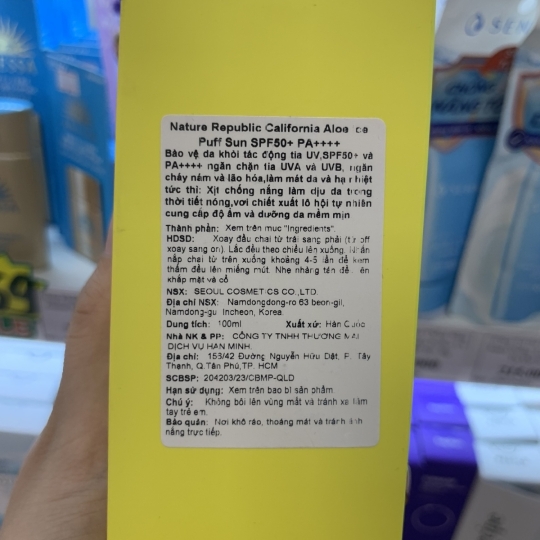 Nature Republic California Aloe ce
Puff Sun SPF50+ PA++++
Bảo vệ da khỏi tác động tia UV,SPF50+ và
PA++++ ngăn chặn tia UVA và UVB, ngăn
cháy nám và lão hóa,làm mát da và hạ nhiệt
tức thì: Xịt chống nắng làm dịu da trong
thời tiết nóng,với chiết xuất lô hội tự nhiên
cung cấp độ ẩm và dưỡng da mềm mịn
Thành phần: Xem trên mục "Ingredients".
HDSD: Xoay đầu chai từ trái sang phải (từ off
xoay sang on). Lắc đều theo chiều lên xuống. Nhấn
nắp chai từ trên xuống khoảng 4-5 lần để kem
thấm đều lên miếng mút. Nhẹ nhàng lên
khắp mặt và cổ
NSX: SEOUL COSMETICS CO.,LTD.
Địa chỉ NSX: Namdongdong-ro 63 beon-gil,
Namdong-gu Incheon, Korea
Dung tích: 100ml Xuất xứ: Hàn Quốc
Nhà NK & PP: CÔNG TY TNHH THƯƠNG MẠI
DỊCH VỤ HAN MINH
Địa chỉ: 153/42 Đường Nguyễn Hữu Dật, P. Tây
Thạnh, Q.Tân Phú,TP. HCM
SCBSP: 204203/23/CBMP-QLD
Hạn sử dụng: Xem trên bao bì sản phẩm
Chú ý: Không bôi lên vùng mắt và tránh xa tầm
tay trẻ em.
Bảo quản: Nơi khô ráo, thoáng mát và tránh ánh
nắng trực tiếp.
SEN